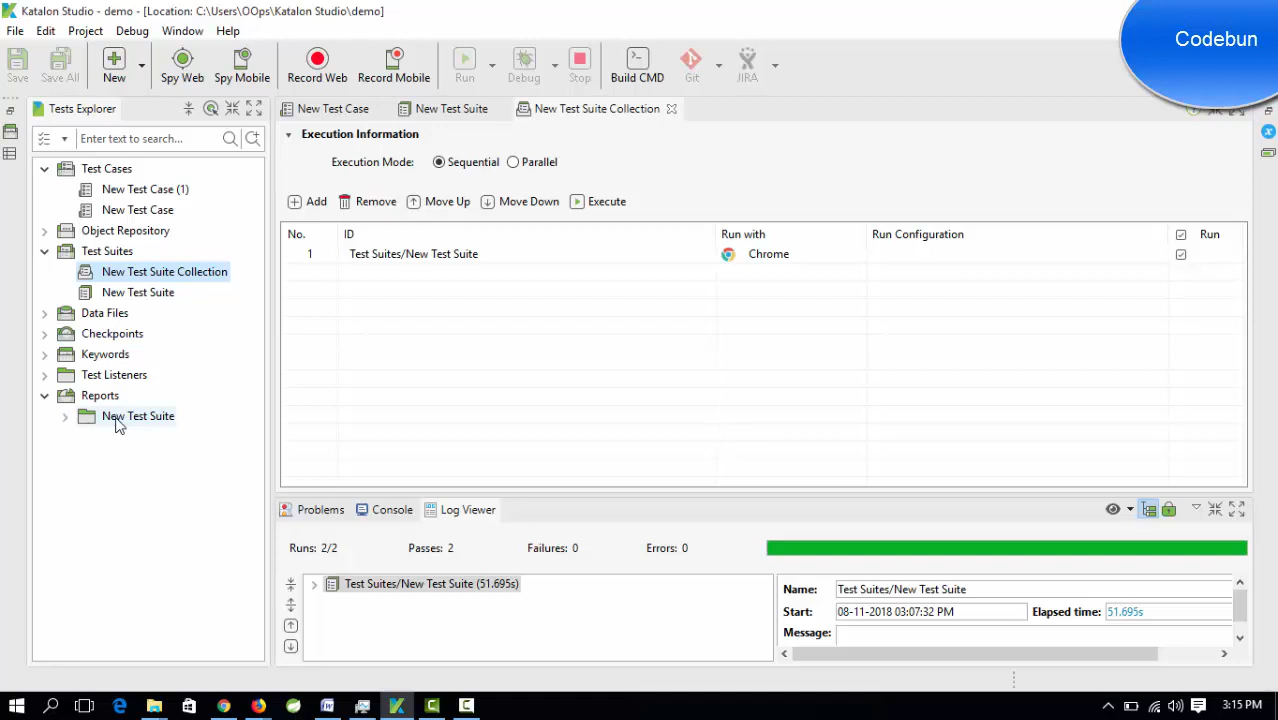 Katalon Studio - demo - [Location: C:\Users\OOps\Katalon Studio\demo]
Codebun
File Edit Project Debug Window Help
Save Save All New Spy Web Spy Mobile Record Web Record Mobile Run Debug Stop Build CMD Git JIRA
Tests Explorer
New Test Case New Test Suite New Test Suite Collection
Enter text to search...
Execution Information
Execution Mode: Sequential Parallel
Test Cases
New Test Case (1)
New Test Case
Object Repository
Test Suites
New Test Suite Collection
New Test Suite
Data Files
Checkpoints
Keywords
Test Listeners
Reports
New Test Suite
Add Remove Move Up Move Down Execute
No. ID Run with Run Configuration Run
1 Test Suites/New Test Suite Chrome
Problems Console Log Viewer
Runs: 2/2 Passes: 2 Failures: 0 Errors: 0
Test Suites/New Test Suite (51.695s)
Name: Test Suites/New Test Suite
Start: 08-11-2018 03:07:32 PM Elapsed time: 51.695s
Message:
3:15 PM